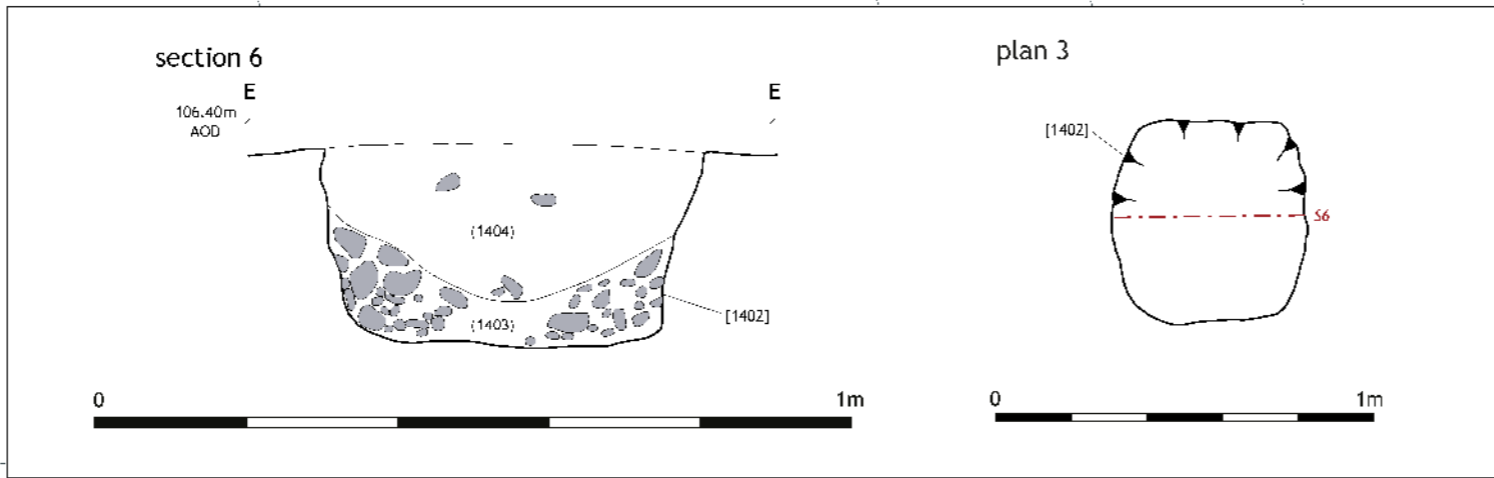 section 6
E
E
106.40m
AOD
(1404)
(1403)
[1402]
0
1m
plan 3
[1402]
S6
0
1m